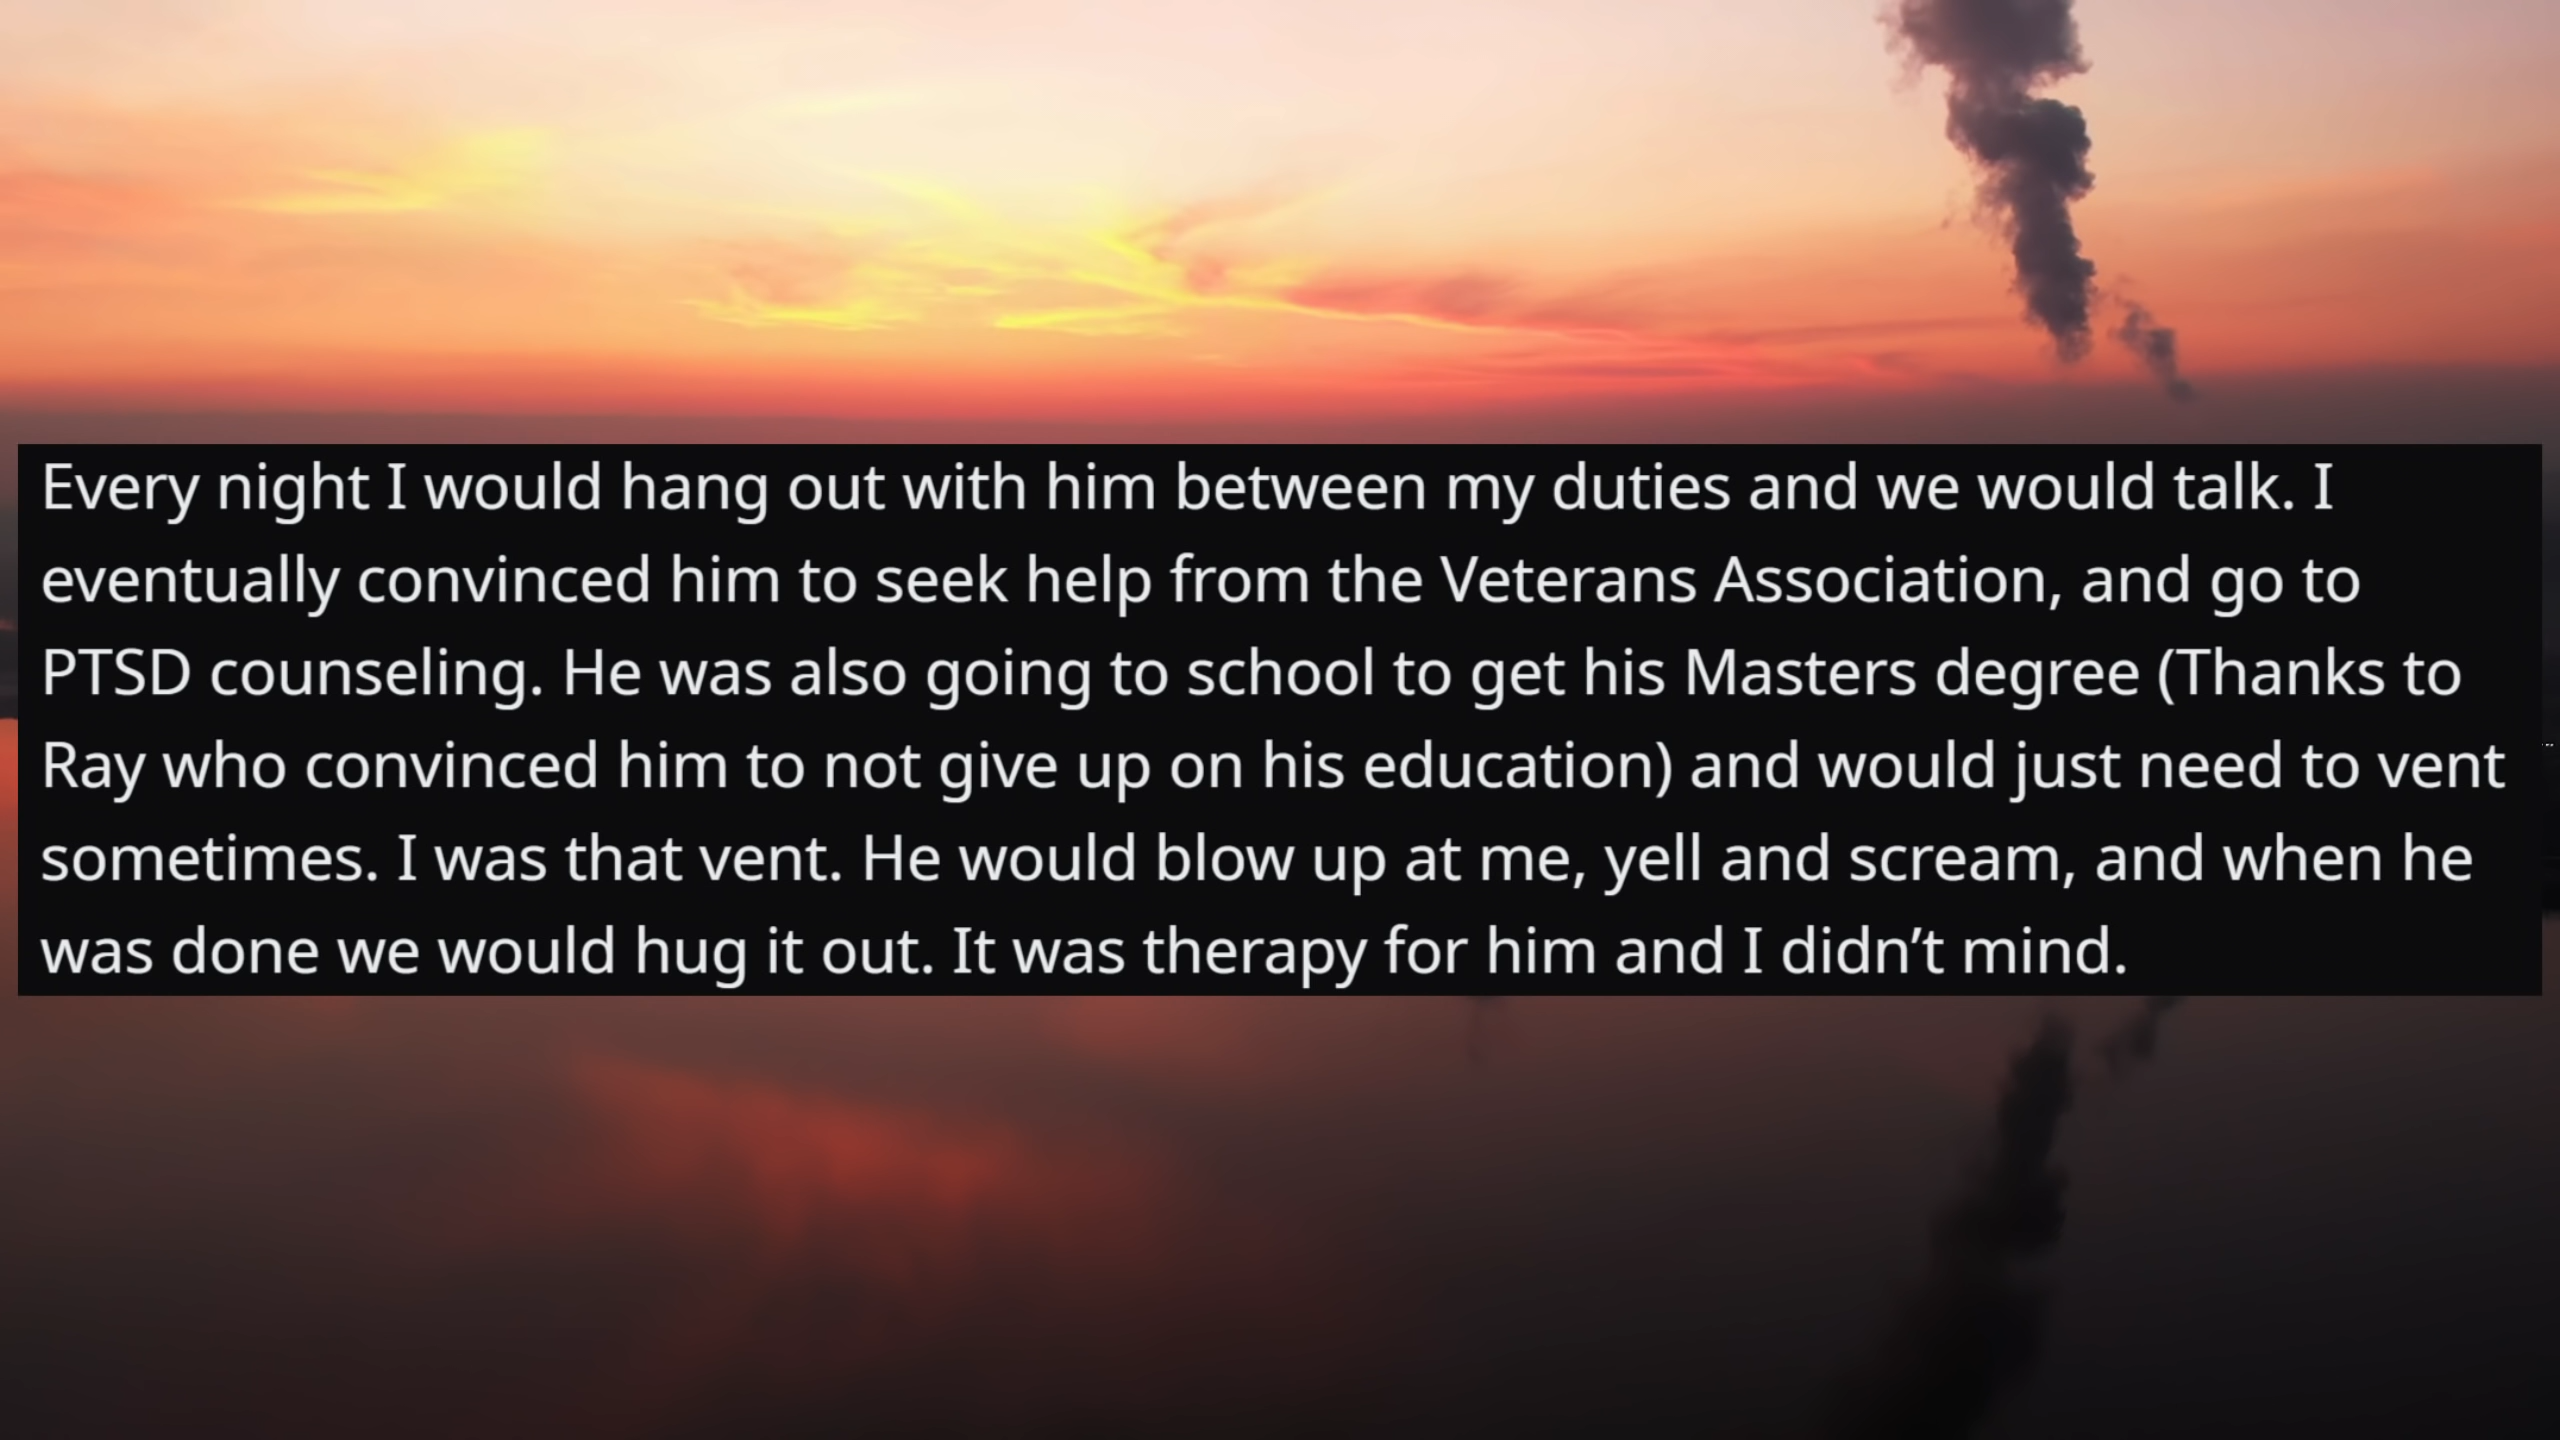 Every night I would hang out with him between my duties and we would talk. I
eventually convinced him to seek help from the Veterans Association, and go to
PTSD counseling. He was also going to school to get his Masters degree (Thanks to
Ray who convinced him to not give up on his education) and would just need to vent
sometimes. I was that vent. He would blow up at me, yell and scream, and when he
was done we would hug it out. It was therapy for him and I didn’t mind.